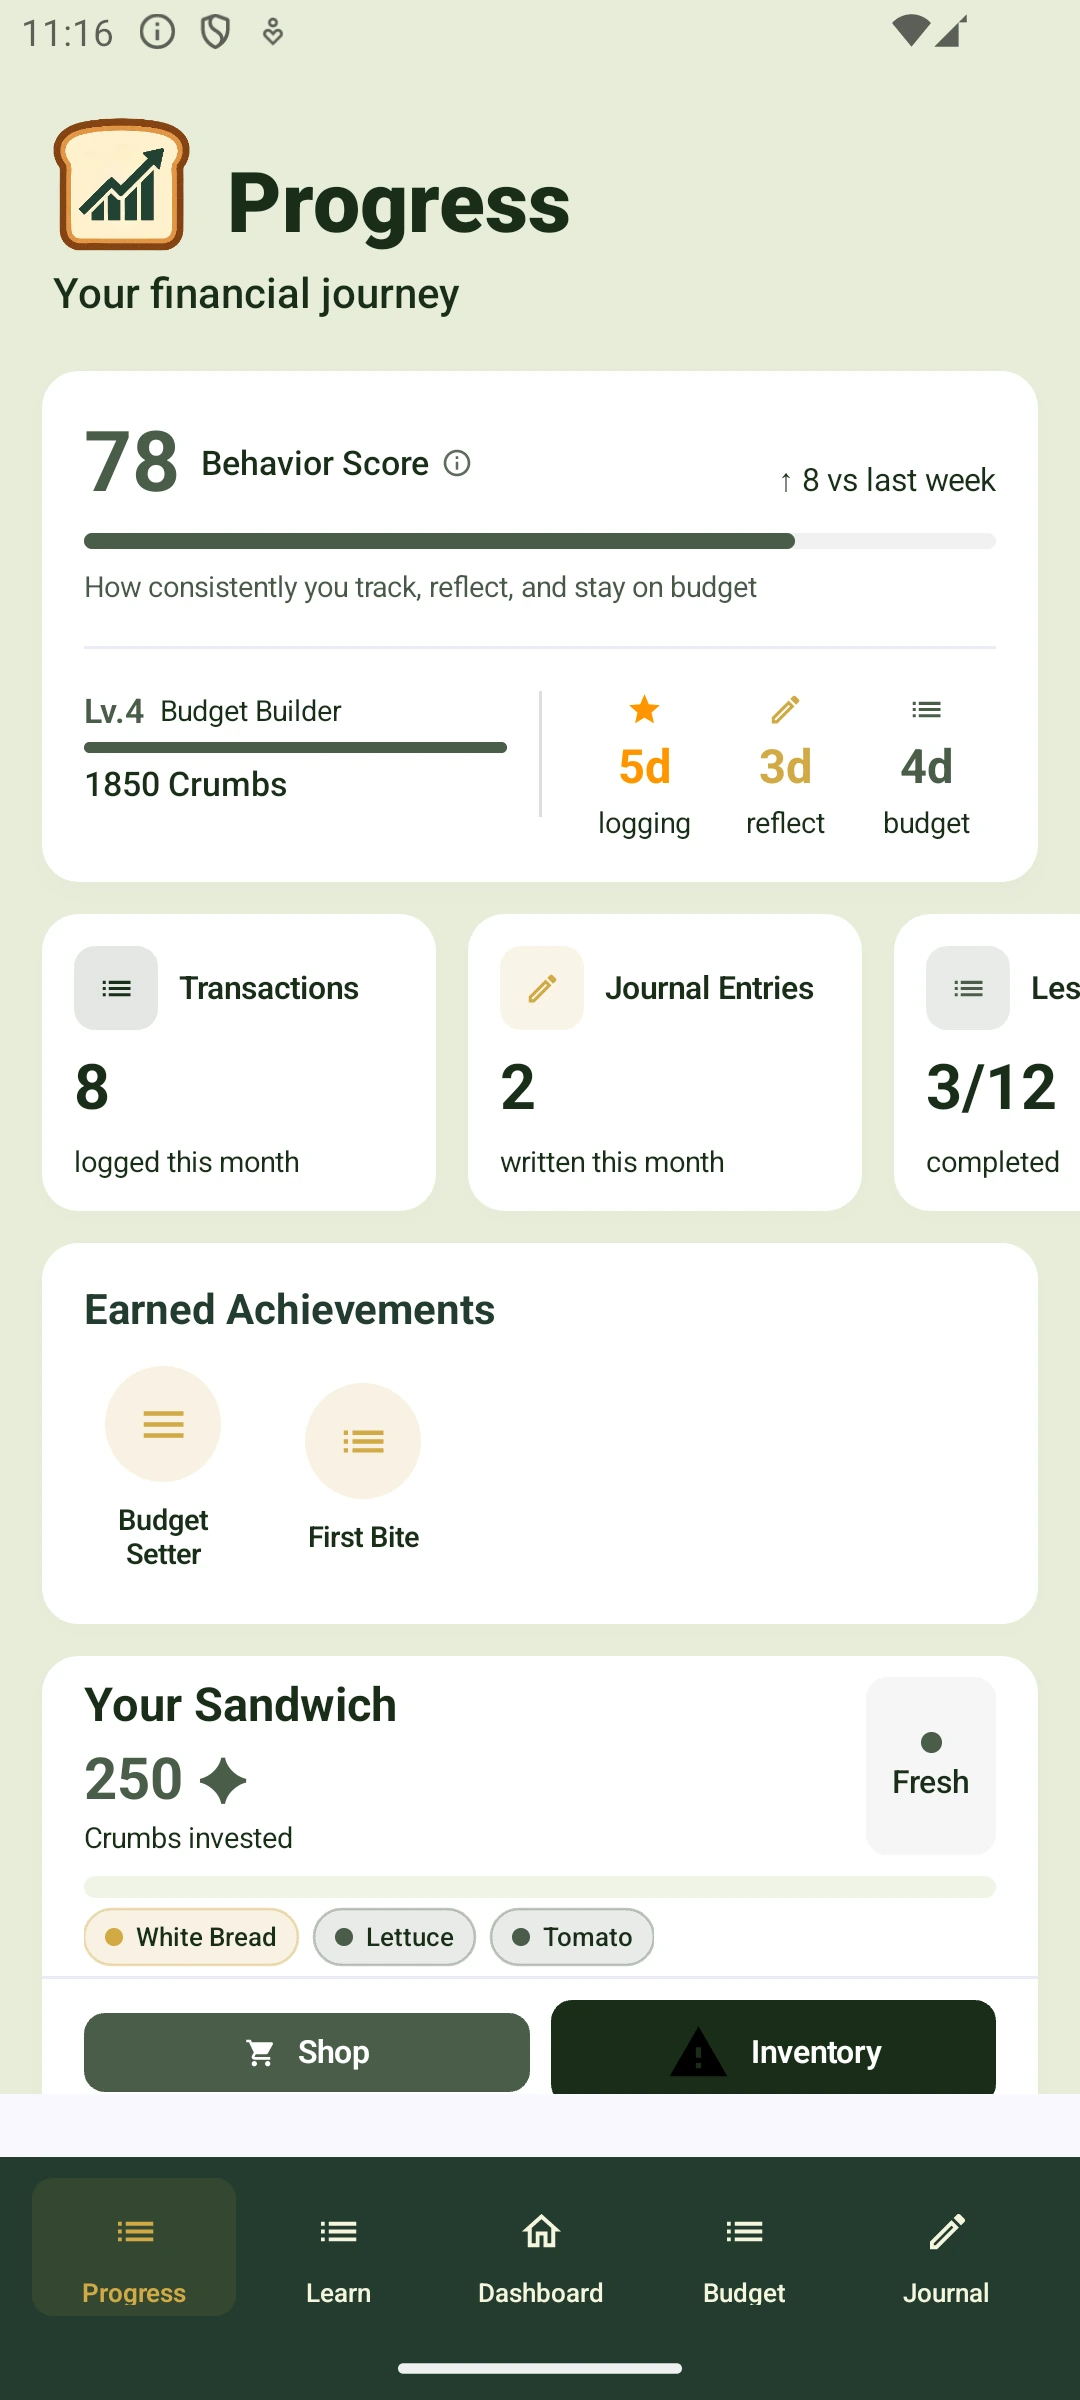 11:16
Progress
Your financial journey
78 Behavior Score
↑ 8 vs last week
How consistently you track, reflect, and stay on budget
Lv.4 Budget Builder
1850 Crumbs
5d
logging
3d
reflect
4d
budget
Transactions
8
logged this month
Journal Entries
2
written this month
Les
3/12
completed
Earned Achievements
Budget
Setter
First Bite
Your Sandwich
250
Crumbs invested
Fresh
White Bread
Lettuce
Tomato
Shop
Inventory
Progress
Learn
Dashboard
Budget
Journal